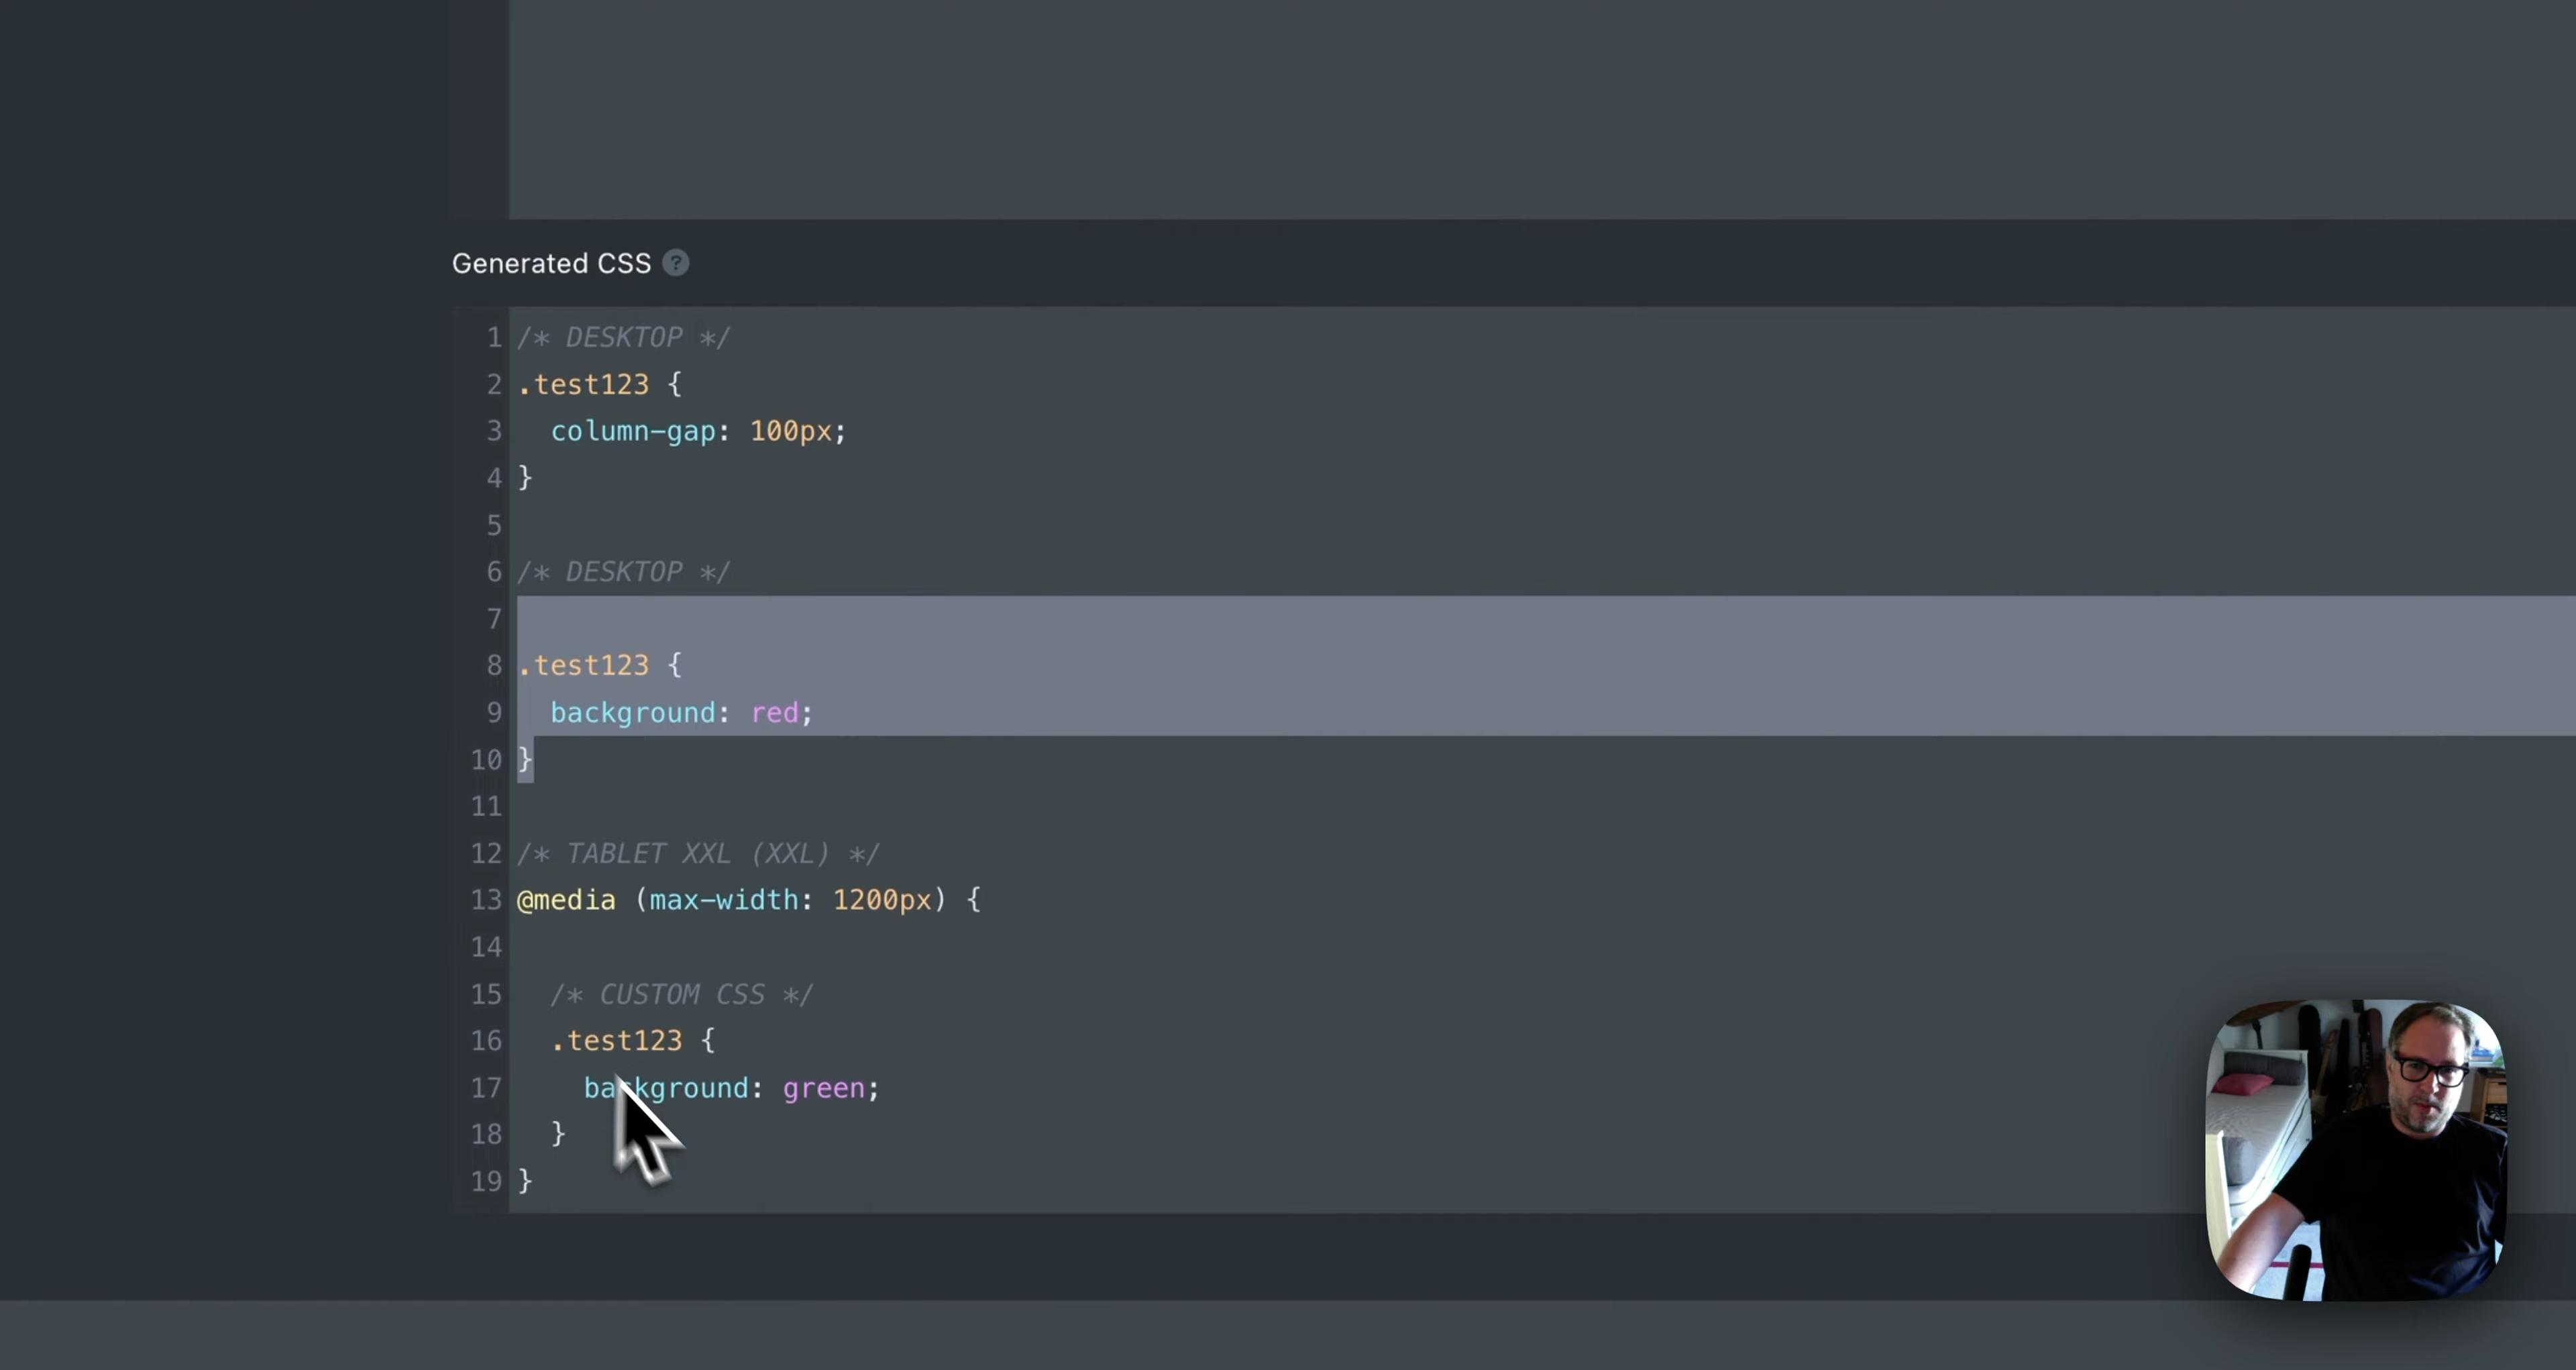 Generated CSS ?
1 /* DESKTOP */
2 .test123 {
3 column-gap: 100px;
4 }
5
6 /* DESKTOP */
7
8 .test123 {
9 background: red;
10 }
11
12 /* TABLET XXL (XXL) */
13 @media (max-width: 1200px) {
14
15 /* CUSTOM CSS */
16 .test123 {
17 background: green;
18 }
19 }